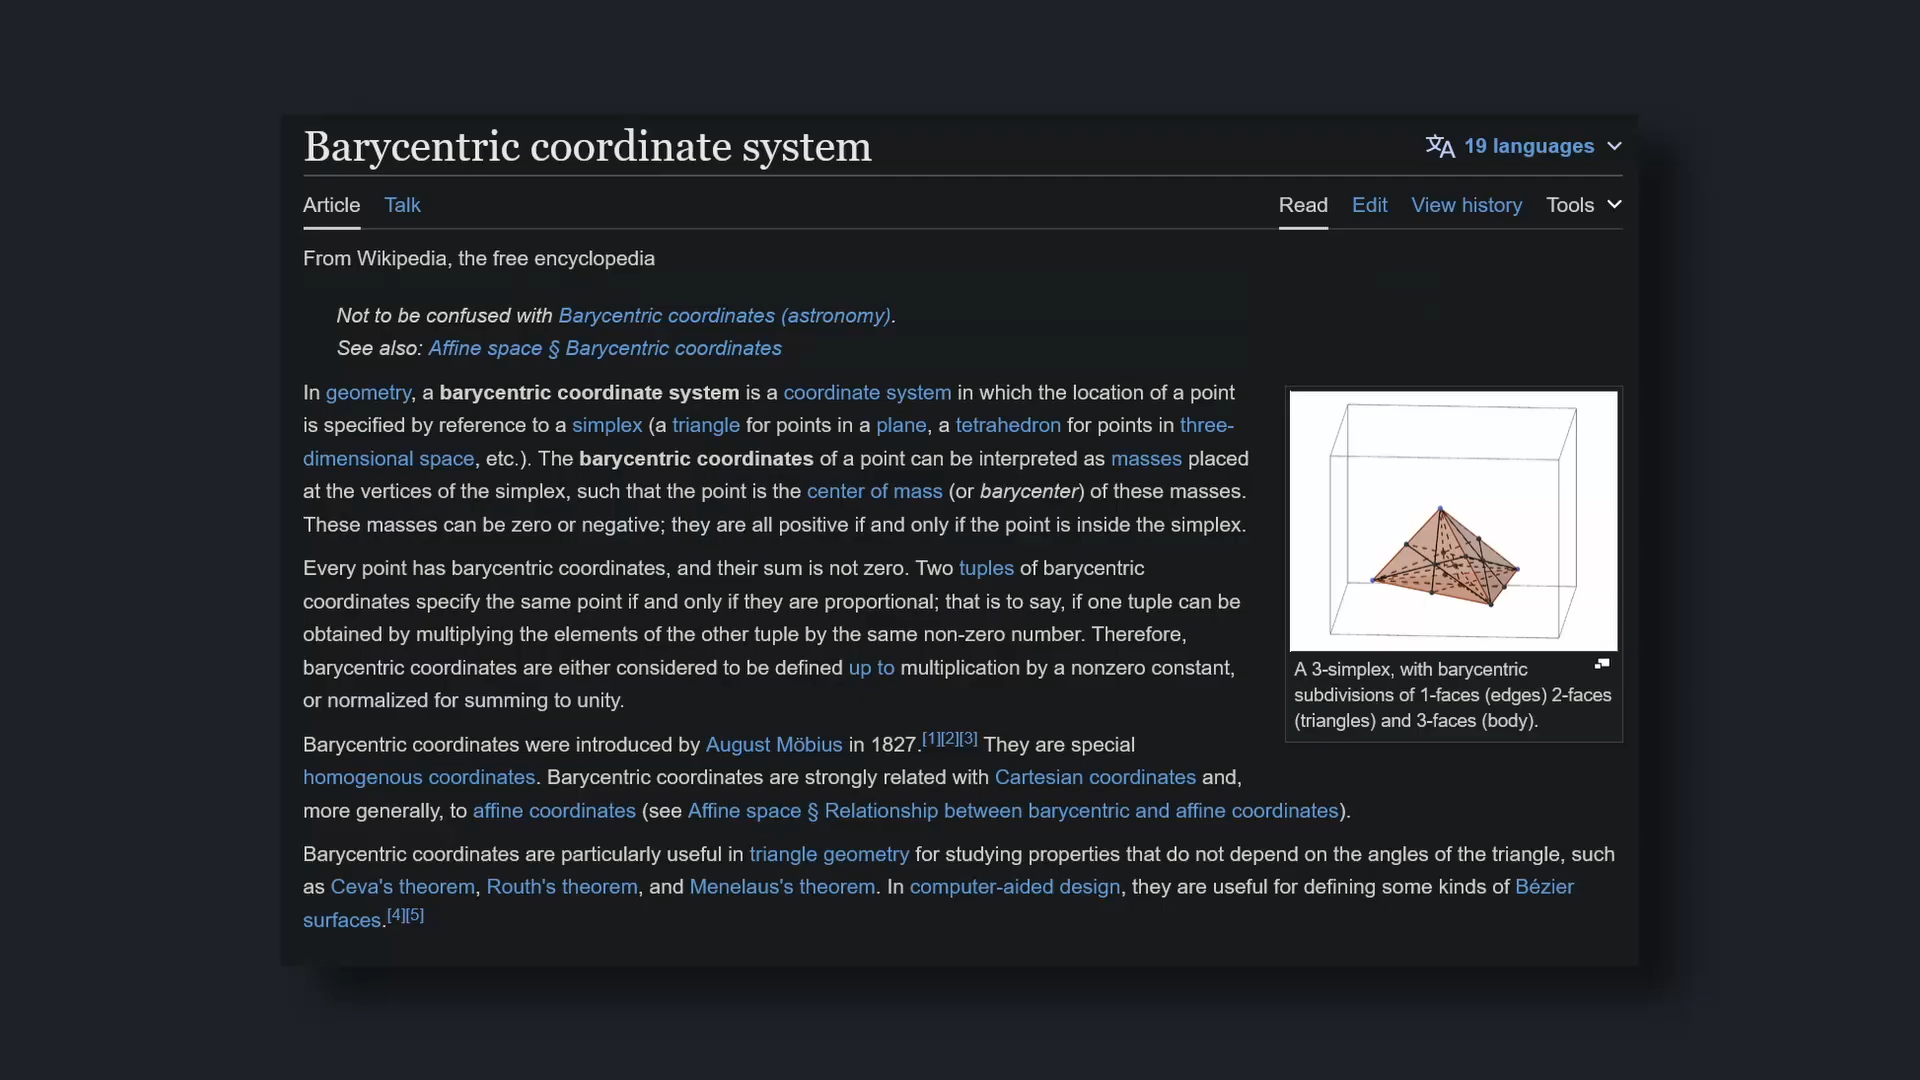 Barycentric coordinate system
19 languages
Article Talk
Read Edit View history Tools
From Wikipedia, the free encyclopedia
Not to be confused with Barycentric coordinates (astronomy).
See also: Affine space § Barycentric coordinates
In geometry, a barycentric coordinate system is a coordinate system in which the location of a point
is specified by reference to a simplex (a triangle for points in a plane, a tetrahedron for points in three-
dimensional space, etc.). The barycentric coordinates of a point can be interpreted as masses placed
at the vertices of the simplex, such that the point is the center of mass (or barycenter) of these masses.
These masses can be zero or negative; they are all positive if and only if the point is inside the simplex.
Every point has barycentric coordinates, and their sum is not zero. Two tuples of barycentric
coordinates specify the same point if and only if they are proportional; that is to say, if one tuple can be
obtained by multiplying the elements of the other tuple by the same non-zero number. Therefore,
barycentric coordinates are either considered to be defined up to multiplication by a nonzero constant,
or normalized for summing to unity.
A 3-simplex, with barycentric
subdivisions of 1-faces (edges) 2-faces
(triangles) and 3-faces (body).
Barycentric coordinates were introduced by August Möbius in 1827.[1][2][3] They are special
homogenous coordinates. Barycentric coordinates are strongly related with Cartesian coordinates and,
more generally, to affine coordinates (see Affine space § Relationship between barycentric and affine coordinates).
Barycentric coordinates are particularly useful in triangle geometry for studying properties that do not depend on the angles of the triangle, such
as Ceva's theorem, Routh's theorem, and Menelaus's theorem. In computer-aided design, they are useful for defining some kinds of Bézier
surfaces.[4][5]